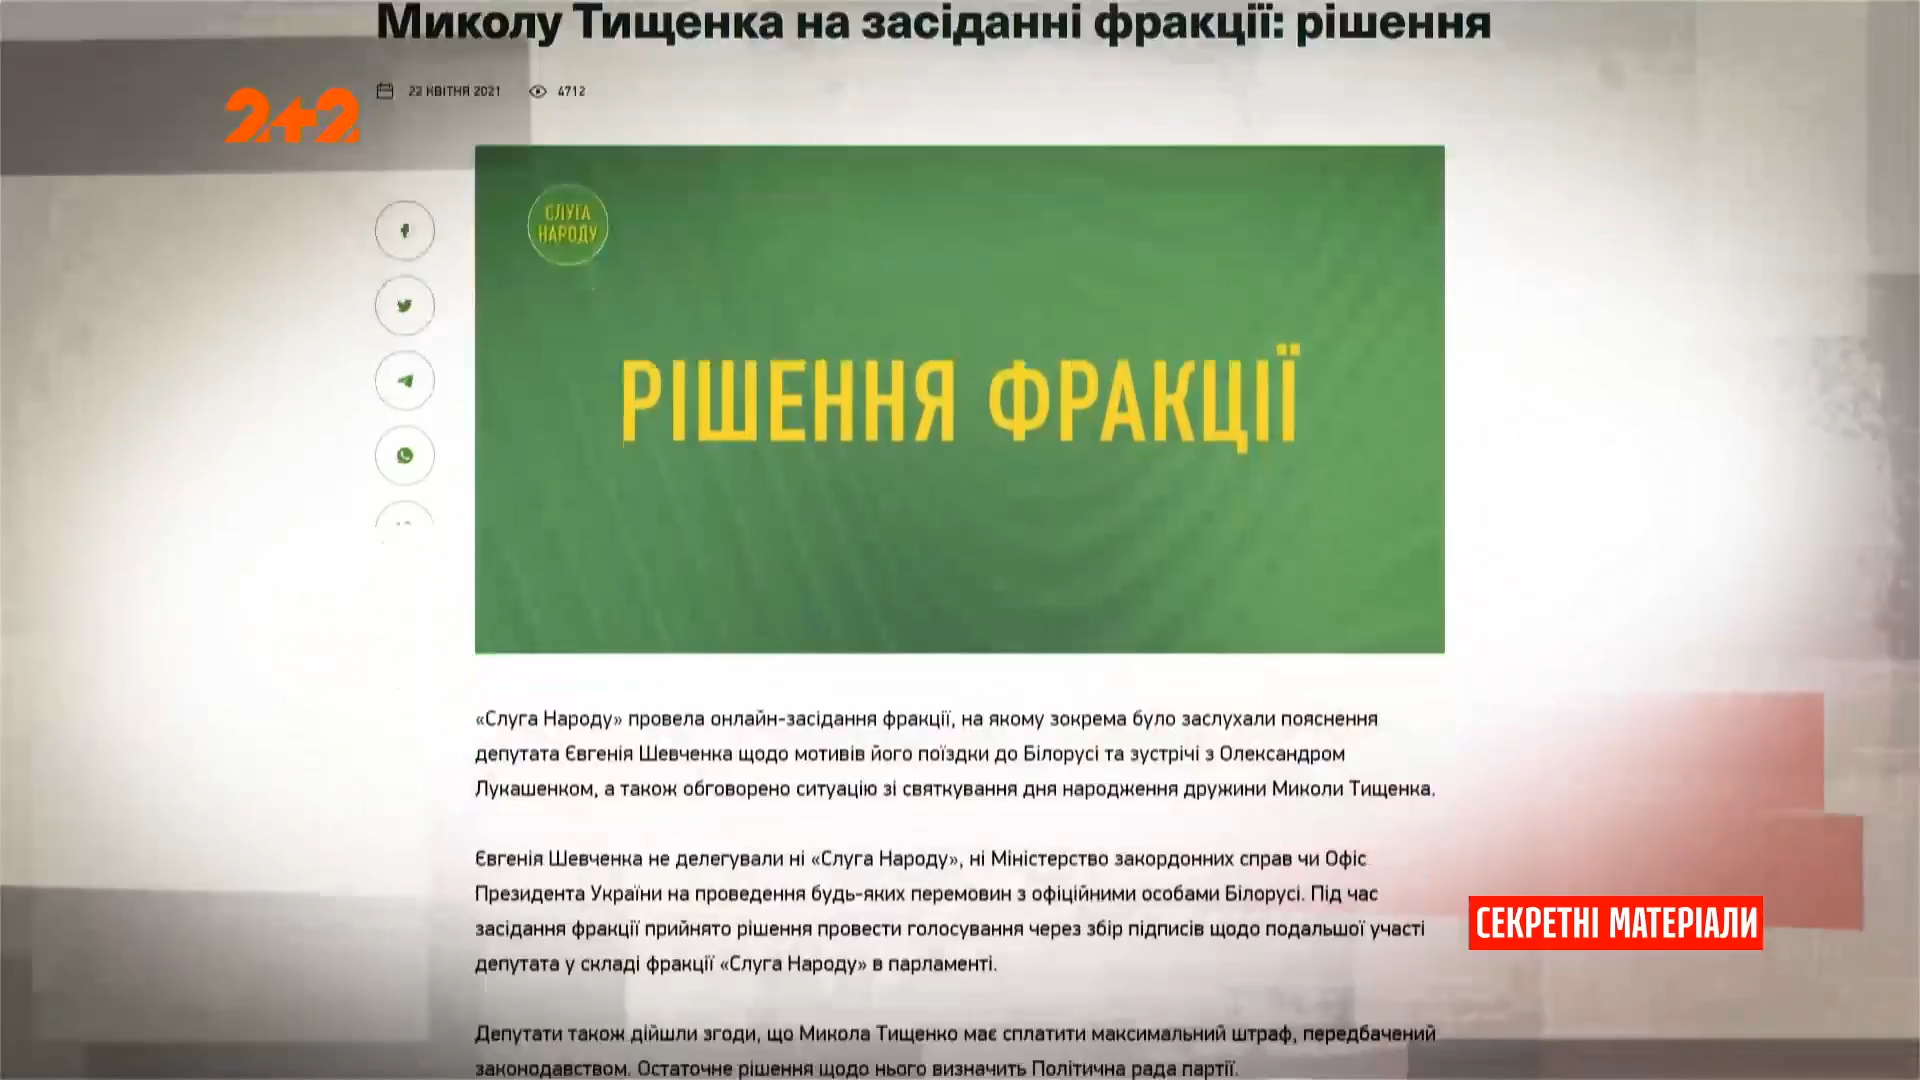 Миколу Тищенка на засіданні фракції: рішення
22 КВІТНЯ 2021 4712
2+2
СЛУГА
НАРОДУ
РІШЕННЯ ФРАКЦІЇ
«Слуга Народу» провела онлайн-засідання фракції, на якому зокрема було заслухали пояснення
депутата Євгенія Шевченка щодо мотивів його поїздки до Білорусі та зустрічі з Олександром
Лукашенком, а також обговорено ситуацію зі святкування дня народження дружини Миколи Тищенка.
Євгенія Шевченка не делегували ні «Слуга Народу», ні Міністерство закордонних справ чи Офіс
Президента України на проведення будь-яких перемовин з офіційними особами Білорусі. Під час
засідання фракції прийнято рішення провести голосування через збір підписів щодо подальшої участі
депутата у складі фракції «Слуга Народу» в парламенті.
СЕКРЕТНІ МАТЕРІАЛИ
Депутати також дійшли згоди, що Микола Тищенко має сплатити максимальний штраф, передбачений
законодавством. Остаточне рішення щодо нього визначить Політична рада партії.